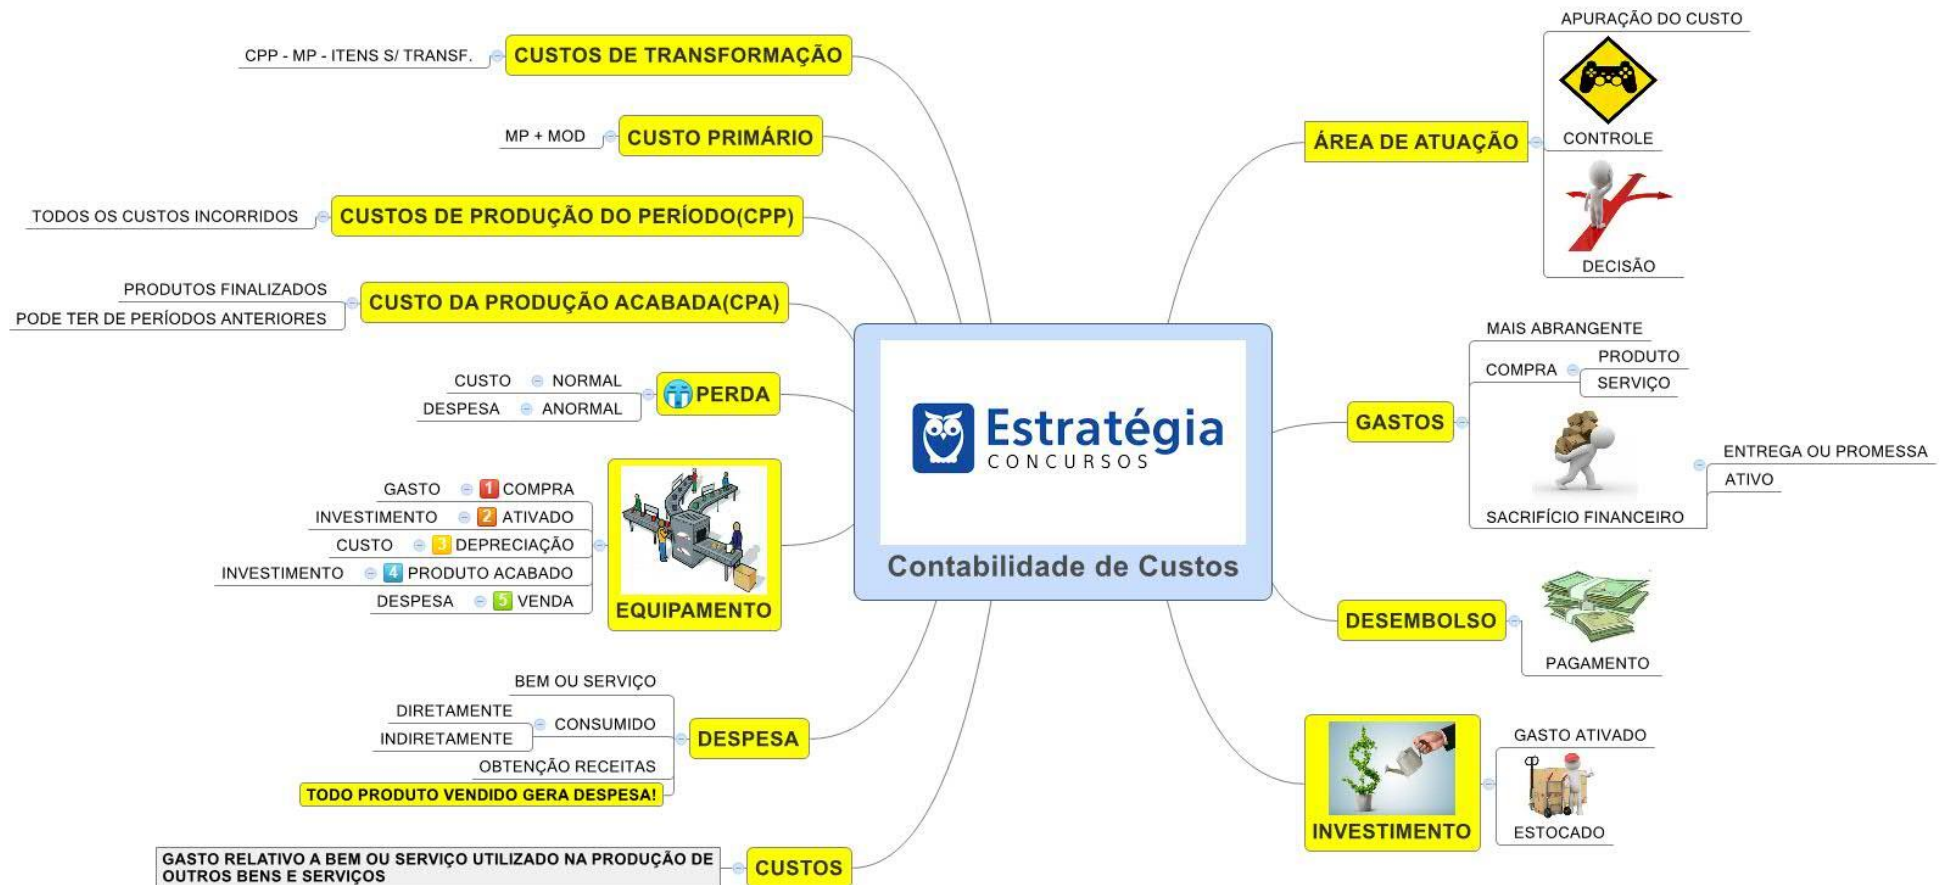 CUSTOS DE TRANSFORMAÇÃO
CPP - MP - ITENS S/ TRANSF.
CUSTO PRIMÁRIO
MP + MOD
CUSTOS DE PRODUÇÃO DO PERÍODO(CPP)
TODOS OS CUSTOS INCORRIDOS
CUSTO DA PRODUÇÃO ACABADA(CPA)
PRODUTOS FINALIZADOS
PODE TER DE PERÍODOS ANTERIORES
PERDA
CUSTO NORMAL
DESPESA ANORMAL
GASTO 1 COMPRA
INVESTIMENTO 2 ATIVADO
CUSTO 3 DEPRECIAÇÃO
INVESTIMENTO 4 PRODUTO ACABADO
DESPESA 5 VENDA
EQUIPAMENTO
DESPESA
BEM OU SERVIÇO
CONSUMIDO
DIRETAMENTE
INDIRETAMENTE
OBTENÇÃO RECEITAS
TODO PRODUTO VENDIDO GERA DESPESA!
CUSTOS
GASTO RELATIVO A BEM OU SERVIÇO UTILIZADO NA PRODUÇÃO DE
OUTROS BENS E SERVIÇOS
Estratégia
CONCURSOS
Contabilidade de Custos
ÁREA DE ATUAÇÃO
APURAÇÃO DO CUSTO
CONTROLE
DECISÃO
GASTOS
MAIS ABRANGENTE
COMPRA
PRODUTO
SERVIÇO
SACRIFÍCIO FINANCEIRO
ENTREGA OU PROMESSA
ATIVO
DESEMBOLSO
PAGAMENTO
INVESTIMENTO
GASTO ATIVADO
ESTOCADO